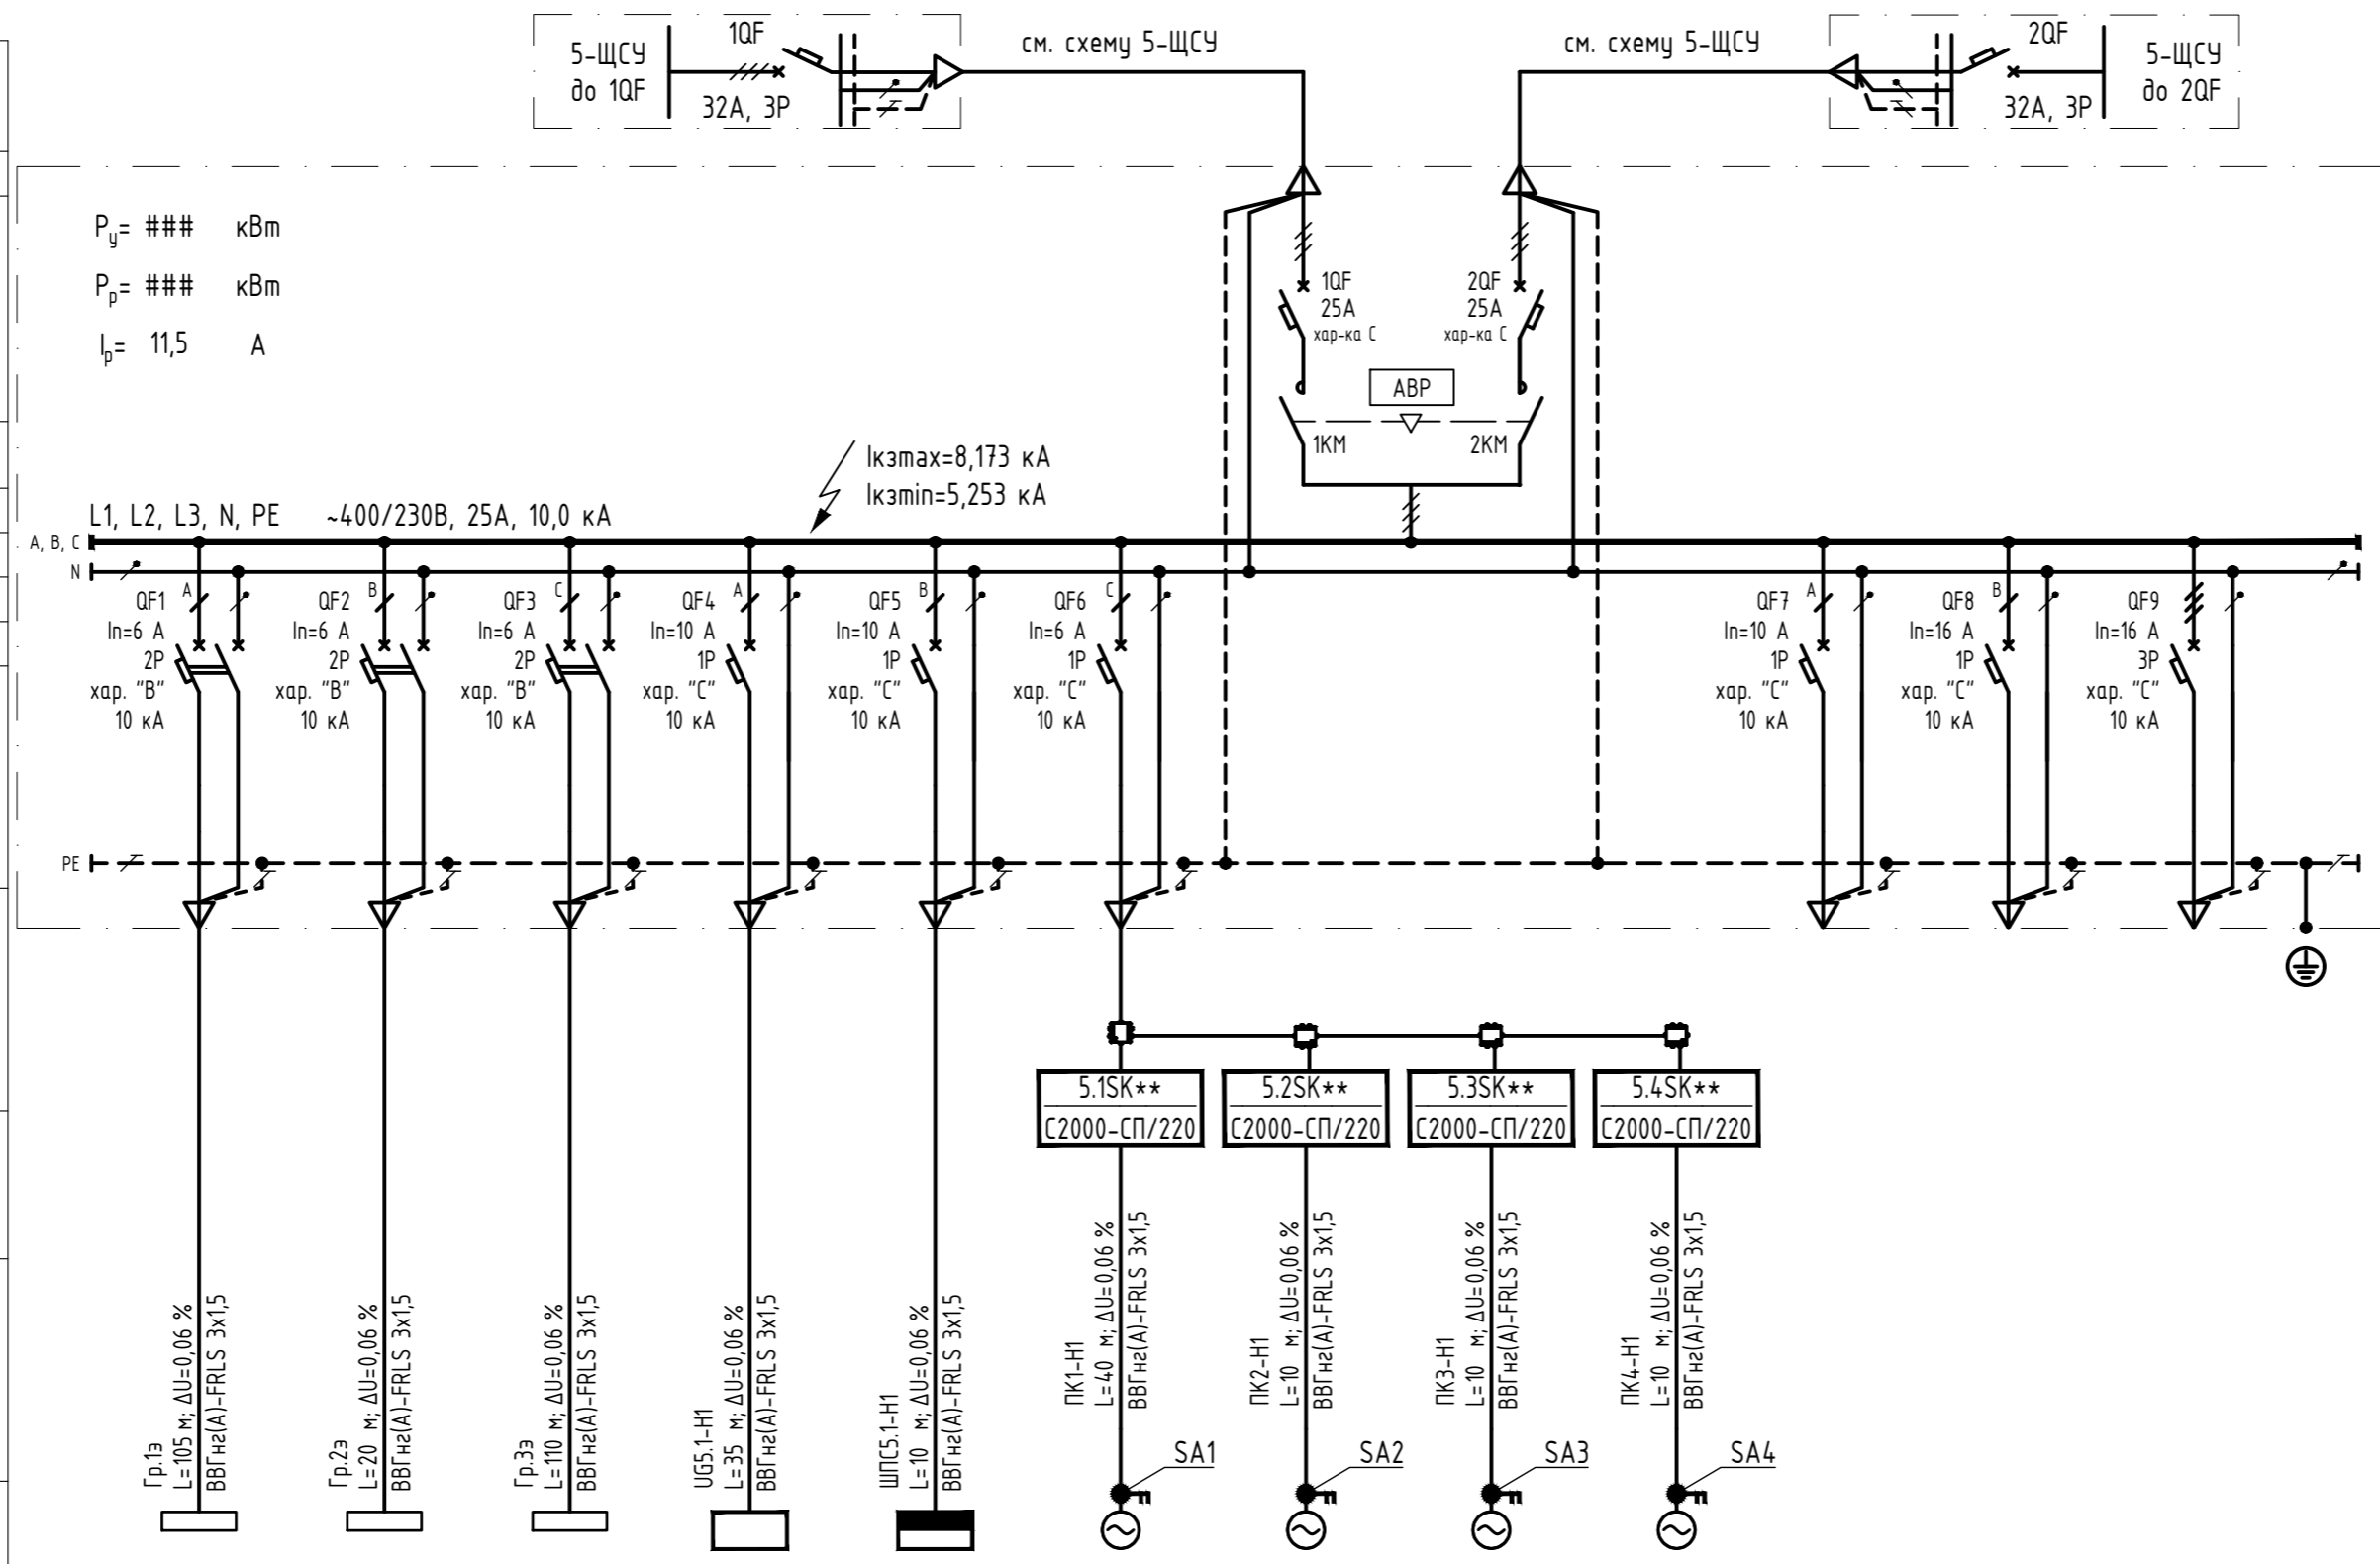 5-ЩСУ
до 1QF
1QF
32А, 3P
см. схему 5-ЩСУ
см. схему 5-ЩСУ
2QF
32А, 3P
5-ЩСУ
до 2QF
Pу= ### кВт
Pр= ### кВт
Iр= 11,5 А
1QF
25А
хар-ка С
2QF
25А
хар-ка С
АВР
1КМ
2КМ
Iкзmax=8,173 кА
Iкзmin=5,253 кА
L1, L2, L3, N, PE ~400/230В, 25А, 10,0 кА
А, В, С
N
A
QF1
In=6 А
2P
хар. "В"
10 кА
B
QF2
In=6 А
2P
хар. "В"
10 кА
C
QF3
In=6 А
2P
хар. "В"
10 кА
A
QF4
In=10 А
1P
хар. "С"
10 кА
B
QF5
In=10 А
1P
хар. "С"
10 кА
C
QF6
In=6 А
1P
хар. "С"
10 кА
A
QF7
In=10 А
1P
хар. "С"
10 кА
B
QF8
In=16 А
1P
хар. "С"
10 кА
QF9
In=16 А
3P
хар. "С"
10 кА
PE
5.1SK**
С2000-СП/220
5.2SK**
С2000-СП/220
5.3SK**
С2000-СП/220
5.4SK**
С2000-СП/220
Гр.1э
L=105 м; ΔU=0,06 %
ВВГнг(А)-FRLS 3х1,5
Гр.2э
L=20 м; ΔU=0,06 %
ВВГнг(А)-FRLS 3х1,5
Гр.3э
L=110 м; ΔU=0,06 %
ВВГнг(А)-FRLS 3х1,5
UG5.1-Н1
L=35 м; ΔU=0,06 %
ВВГнг(А)-FRLS 3х1,5
ШПС5.1-Н1
L=10 м; ΔU=0,06 %
ВВГнг(А)-FRLS 3х1,5
ПК1-Н1
L=40 м; ΔU=0,06 %
ВВГнг(А)-FRLS 3х1,5
ПК2-Н1
L=10 м; ΔU=0,06 %
ВВГнг(А)-FRLS 3х1,5
ПК3-Н1
L=10 м; ΔU=0,06 %
ВВГнг(А)-FRLS 3х1,5
ПК4-Н1
L=10 м; ΔU=0,06 %
ВВГнг(А)-FRLS 3х1,5
SA1
SA2
SA3
SA4